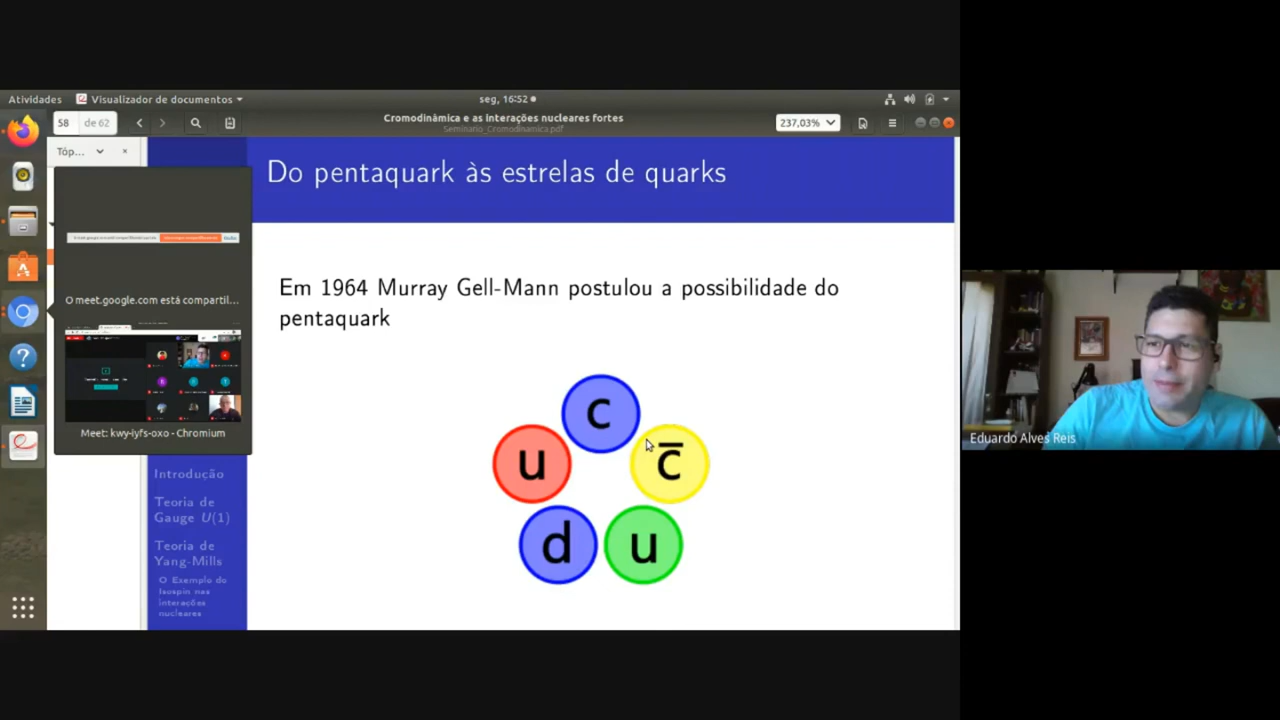 Atividades
Visualizador de documentos
seg, 16:52
58
de 62
Cromodinâmica e as interações nucleares fortes
Seminario_Cromodinamica.pdf
237,03%
Tóp...
Do pentaquark às estrelas de quarks
O meet.google.com está compartil...
Meet: kwy-iyfs-oxo - Chromium
Em 1964 Murray Gell-Mann postulou a possibilidade do
pentaquark
c
u
c̅
d
u
Introdução
Teoria de
Gauge U(1)
Teoria de
Yang-Mills
O Exemplo do
Isospin nas
interações
nucleares
Eduardo Alves Reis